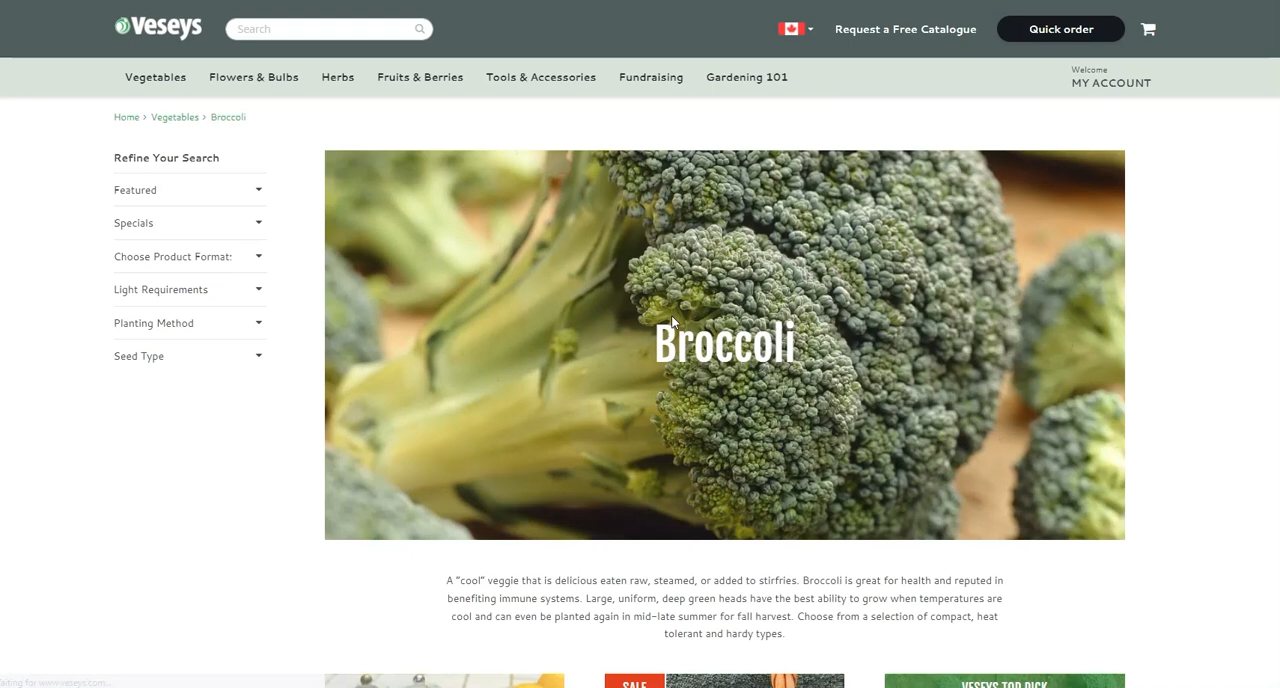 Veseys
Search
Request a Free Catalogue
Quick order
Vegetables
Flowers & Bulbs
Herbs
Fruits & Berries
Tools & Accessories
Fundraising
Gardening 101
Welcome
MY ACCOUNT
Home › Vegetables › Broccoli
Refine Your Search
Featured
Specials
Choose Product Format:
Light Requirements
Planting Method
Seed Type
Broccoli
A "cool" veggie that is delicious eaten raw, steamed, or added to stirfries. Broccoli is great for health and reputed in
benefiting immune systems. Large, uniform, deep green heads have the best ability to grow when temperatures are
cool and can even be planted again in mid-late summer for fall harvest. Choose from a selection of compact, heat
tolerant and hardy types.
SALE
VESEYS TOP PICK
Waiting for www.veseys.com...